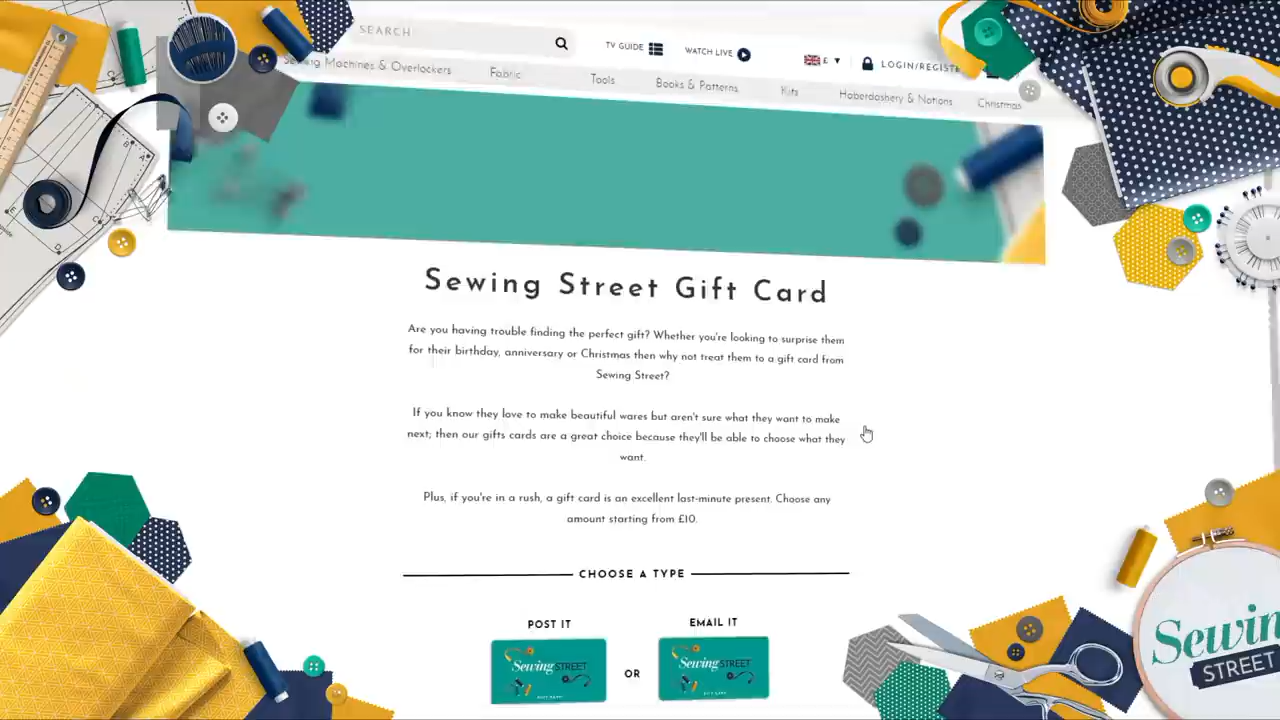 SEARCH
TV GUIDE
WATCH LIVE
£
LOGIN/REGISTE
Sewing Machines & Overlockers
Fabric
Tools
Books & Patterns
Kits
Haberdashery & Notions
Christmas
Sewing Street Gift Card
Are you having trouble finding the perfect gift? Whether you're looking to surprise them
for their birthday, anniversary or Christmas then why not treat them to a gift card from
Sewing Street?
If you know they love to make beautiful wares but aren't sure what they want to make
next; then our gifts cards are a great choice because they'll be able to choose what they
want.
Plus, if you're in a rush, a gift card is an excellent last-minute present. Choose any
amount starting from £10.
CHOOSE A TYPE
POST IT
EMAIL IT
Sewing STREET
OR
Sewing STREET
GIFT CARD
Sewin
STREET